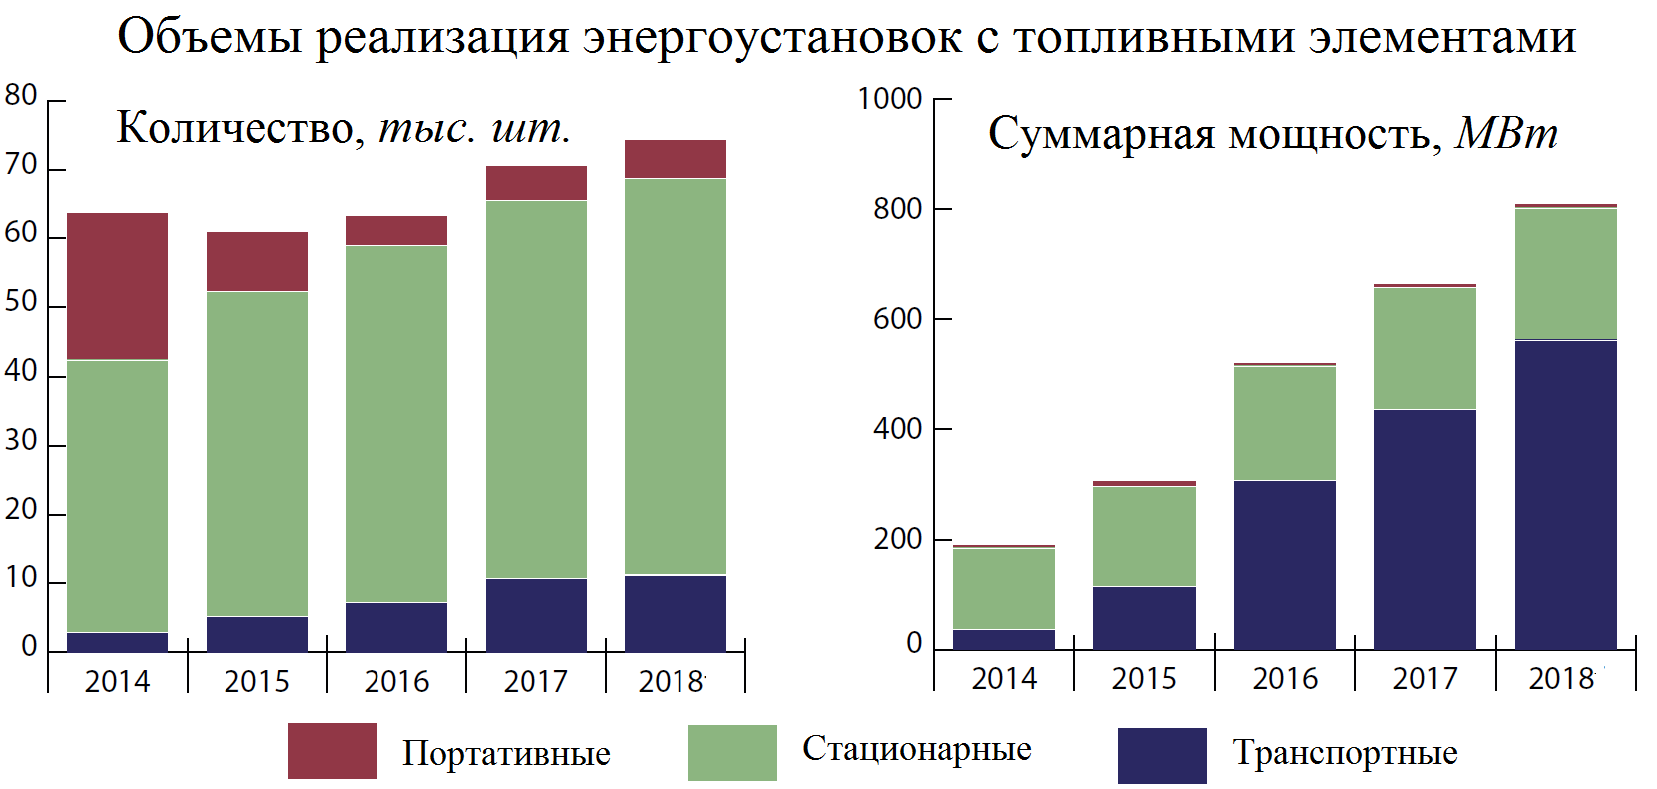 Объемы реализация энергоустановок с топливными элементами
Количество, тыс. шт.
80
70
60
50
40
30
20
10
0
2014 2015 2016 2017 2018
Суммарная мощность, МВт
1000
800
600
400
200
0
2014 2015 2016 2017 2018
Портативные Стационарные Транспортные